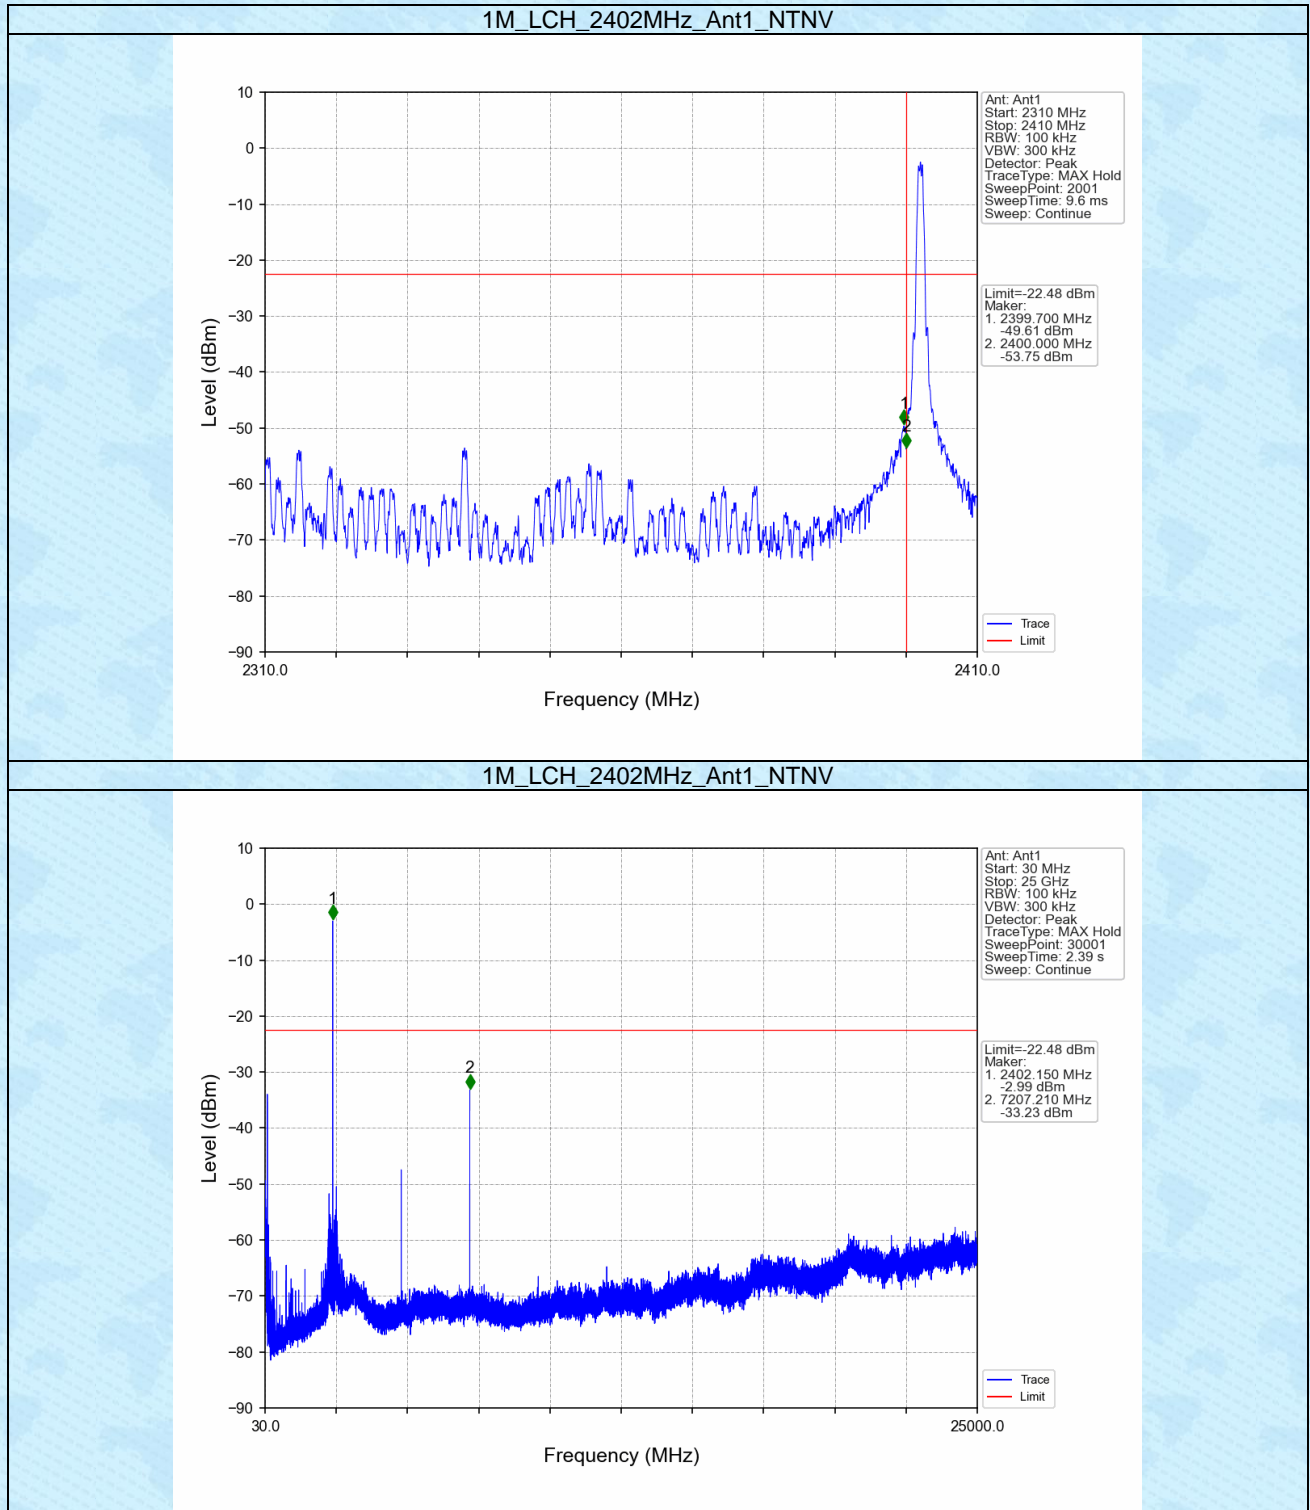 1M_LCH_2402MHz_Ant1_NTNV
10
0
−10
−20
−30
−40
−50
−60
−70
−80
−90
Level (dBm)
2310.0
2410.0
Frequency (MHz)
1
2
Ant: Ant1
Start: 2310 MHz
Stop: 2410 MHz
RBW: 100 kHz
VBW: 300 kHz
Detector: Peak
TraceType: MAX Hold
SweepPoint: 2001
SweepTime: 9.6 ms
Sweep: Continue
Limit=-22.48 dBm
Maker:
1. 2399.700 MHz
-49.61 dBm
2. 2400.000 MHz
-53.75 dBm
Trace
Limit
1M_LCH_2402MHz_Ant1_NTNV
10
0
−10
−20
−30
−40
−50
−60
−70
−80
−90
Level (dBm)
30.0
25000.0
Frequency (MHz)
1
2
Ant: Ant1
Start: 30 MHz
Stop: 25 GHz
RBW: 100 kHz
VBW: 300 kHz
Detector: Peak
TraceType: MAX Hold
SweepPoint: 30001
SweepTime: 2.39 s
Sweep: Continue
Limit=-22.48 dBm
Maker:
1. 2402.150 MHz
-2.99 dBm
2. 7207.210 MHz
-33.23 dBm
Trace
Limit